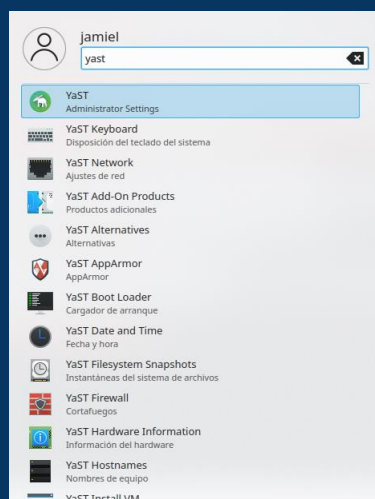 jamiel
yast
YaST
Administrator Settings
YaST Keyboard
Disposición del teclado del sistema
YaST Network
Ajustes de red
YaST Add-On Products
Productos adicionales
YaST Alternatives
Alternativas
YaST AppArmor
AppArmor
YaST Boot Loader
Cargador de arranque
YaST Date and Time
Fecha y hora
YaST Filesystem Snapshots
Instantáneas del sistema de archivos
YaST Firewall
Cortafuegos
YaST Hardware Information
Información del hardware
YaST Hostnames
Nombres de equipo
YaST Install VM